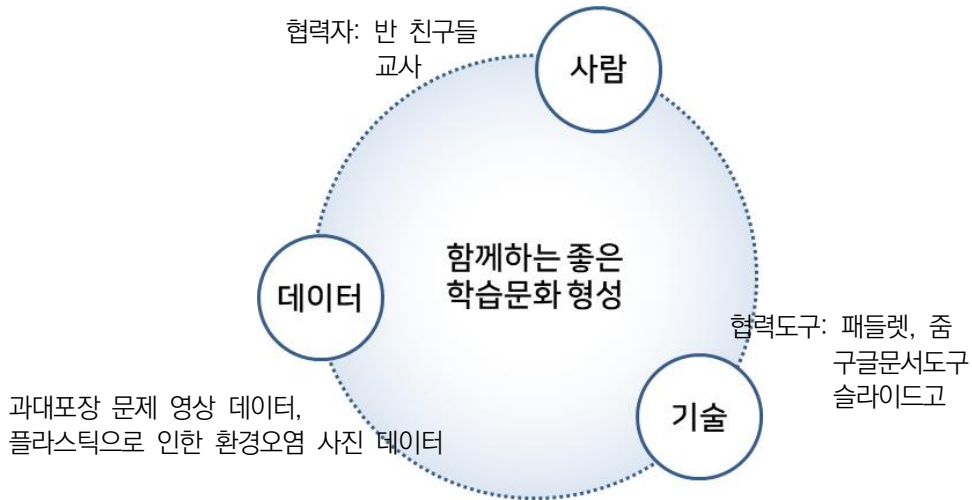 협력자: 반 친구들
교사
사람
함께하는 좋은
학습문화 형성
데이터
협력도구: 패들렛, 줌
구글문서도구
슬라이드고
기술
과대포장 문제 영상 데이터,
플라스틱으로 인한 환경오염 사진 데이터